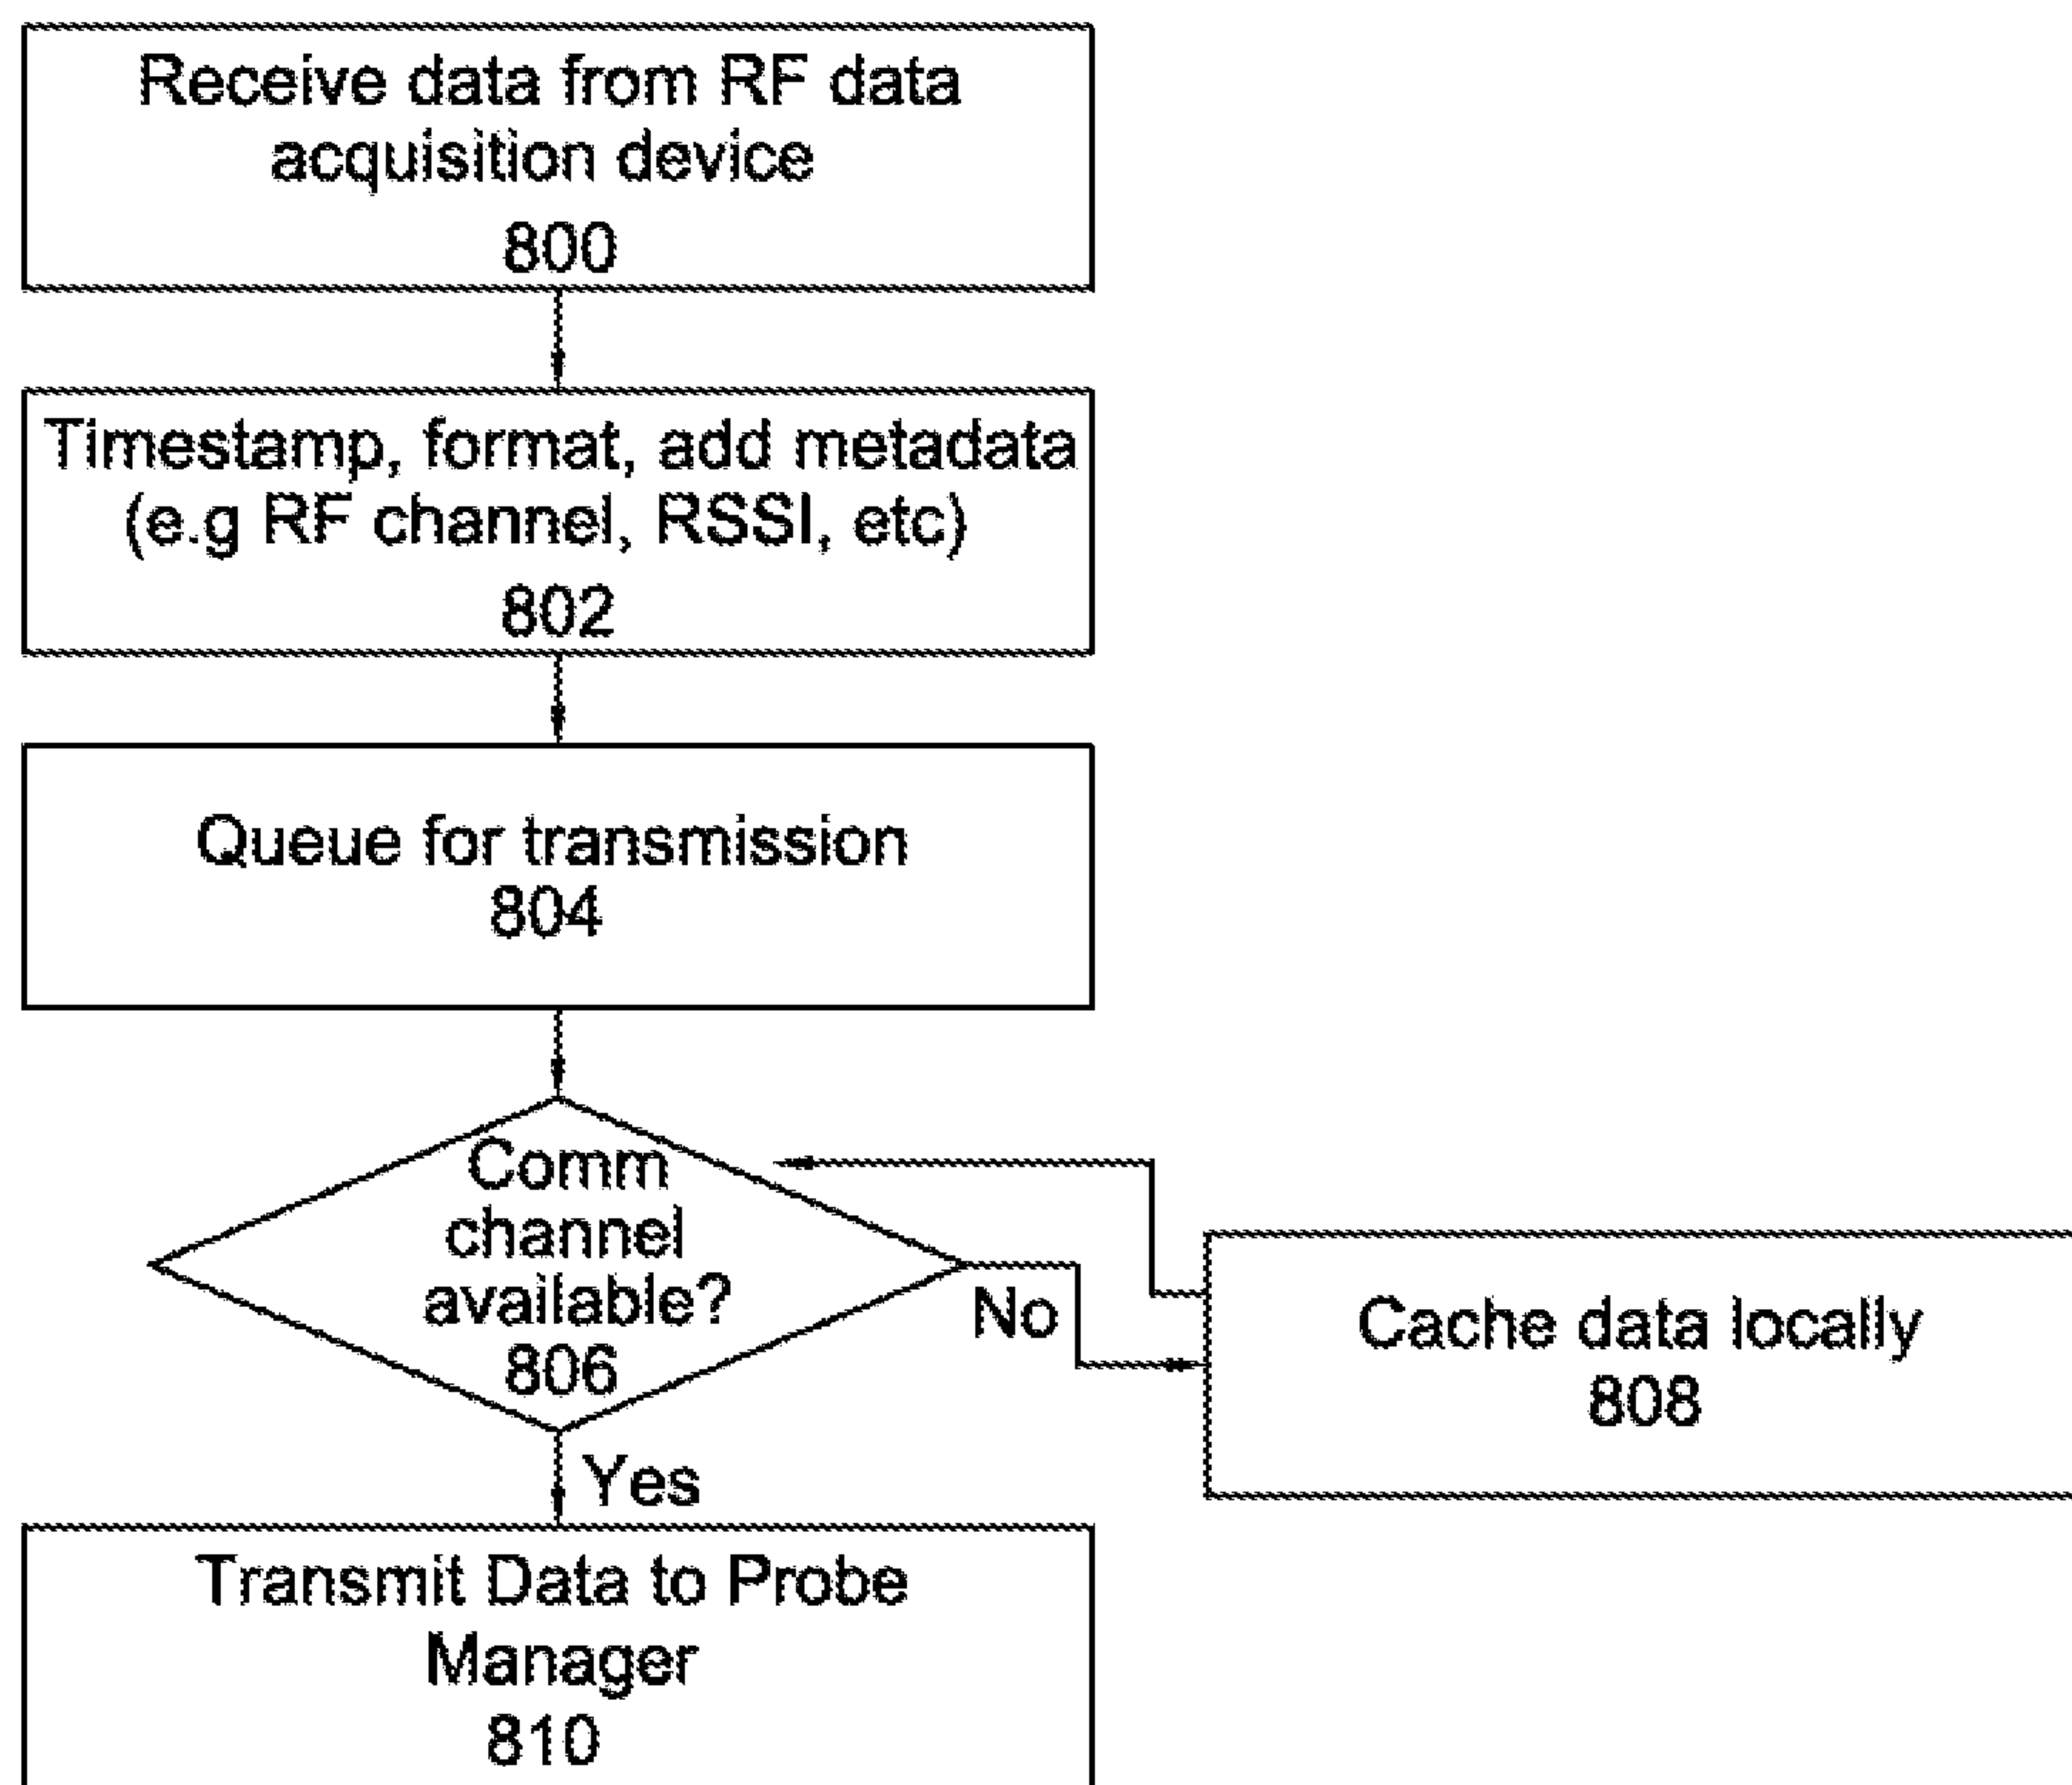 Receive data from RF data
acquisition device
800
Timestamp, format, add metadata
(e.g RF channel, RSSI, etc)
802
Queue for transmission
804
Comm
channel
available?
806
No
Cache data locally
808
Yes
Transmit Data to Probe
Manager
810